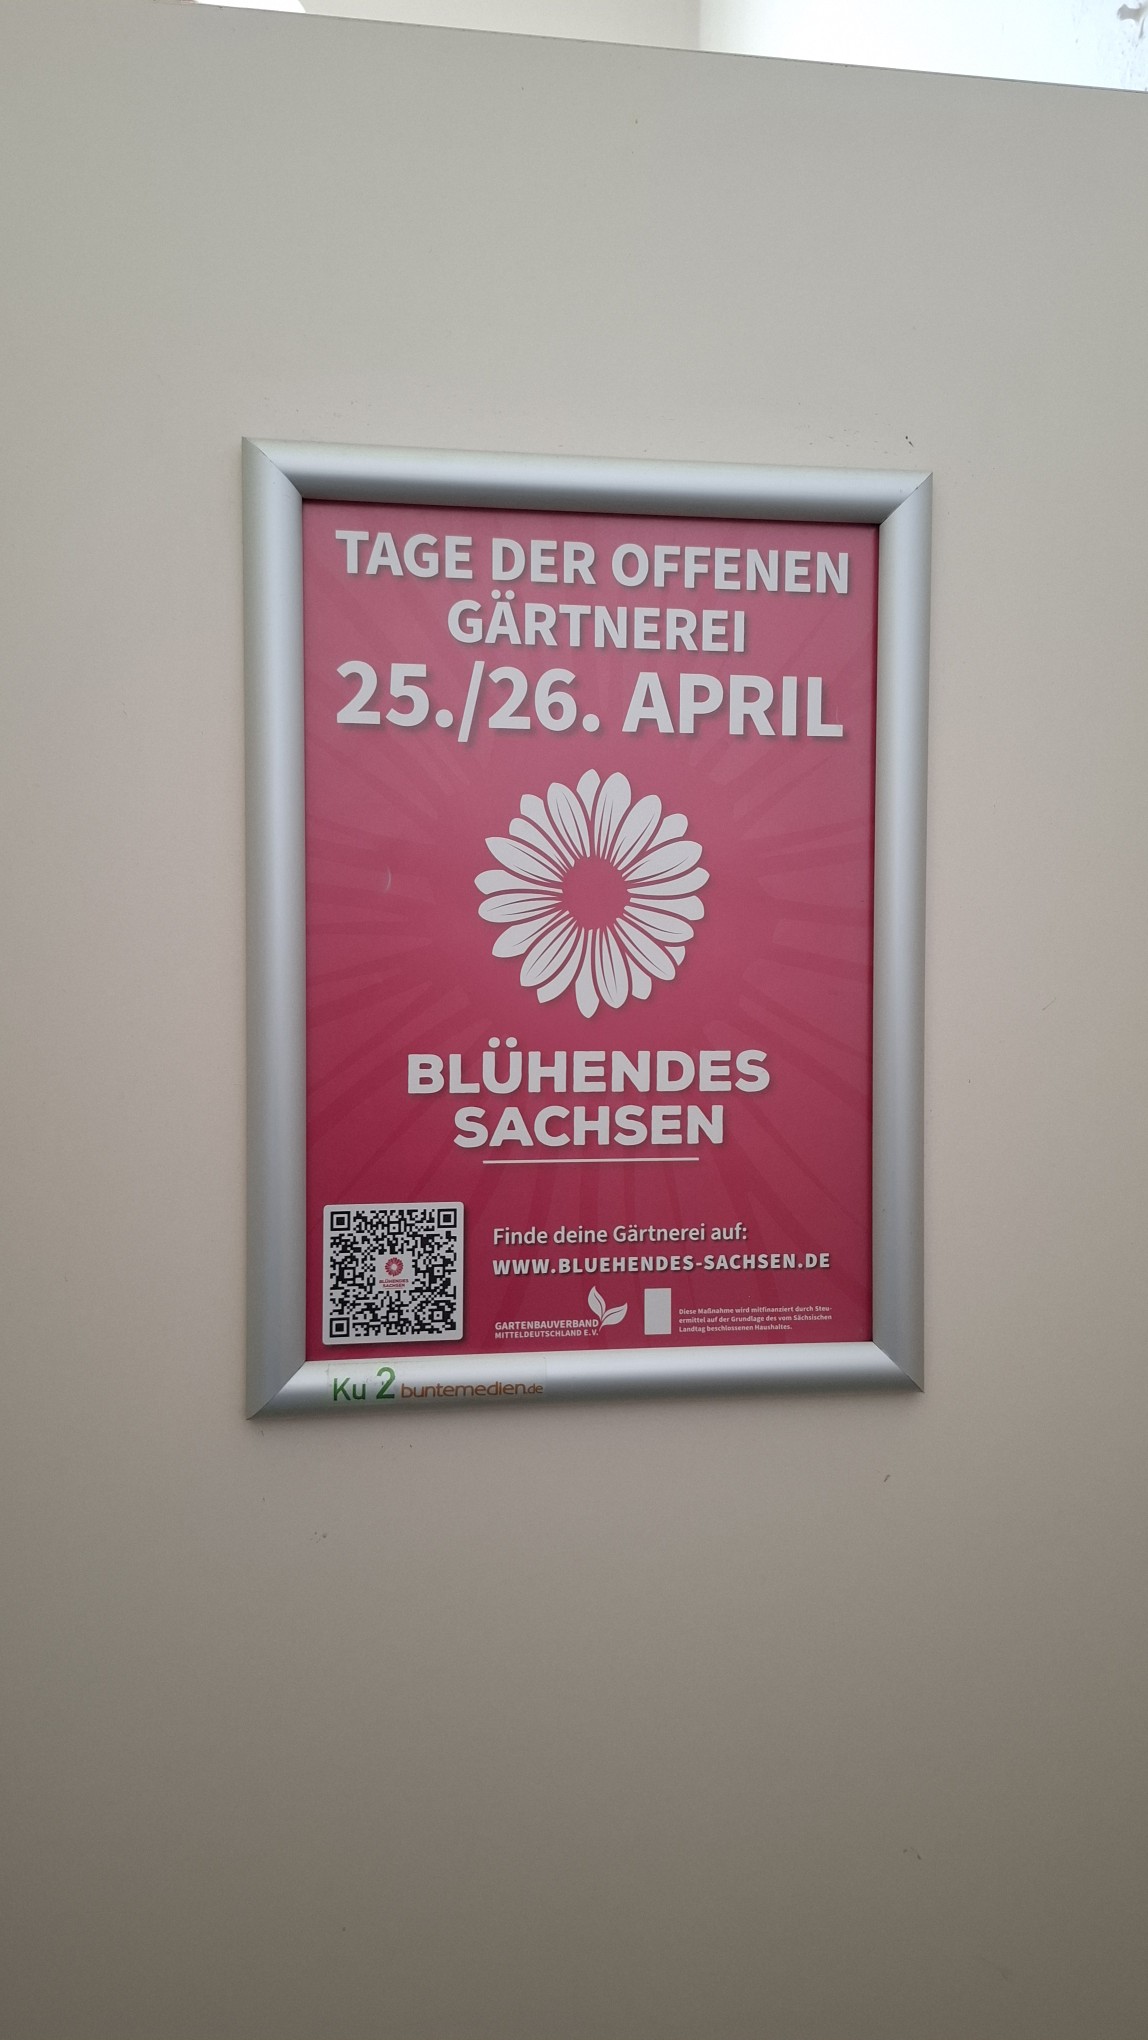 TAGE DER OFFENEN
GÄRTNEREI
25./26. APRIL
BLÜHENDES
SACHSEN
BLÜHENDES
SACHSEN
Finde deine Gärtnerei auf:
WWW.BLUEHENDES-SACHSEN.DE
GARTENBAUVERBAND
MITTELDEUTSCHLAND E.V.
Diese Maßnahme wird mitfinanziert durch Steu-
ermittel auf der Grundlage des vom Sächsischen
Landtag beschlossenen Haushaltes.
Ku 2 buntemedien.de